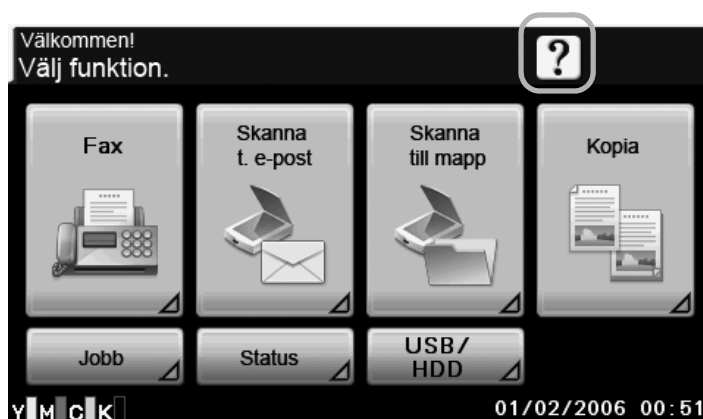 Välkommen!
Välj funktion.
?
Fax
Skanna
t. e-post
Skanna
till mapp
Kopia
Jobb
Status
USB/
HDD
Y M C K
01/02/2006 00:51